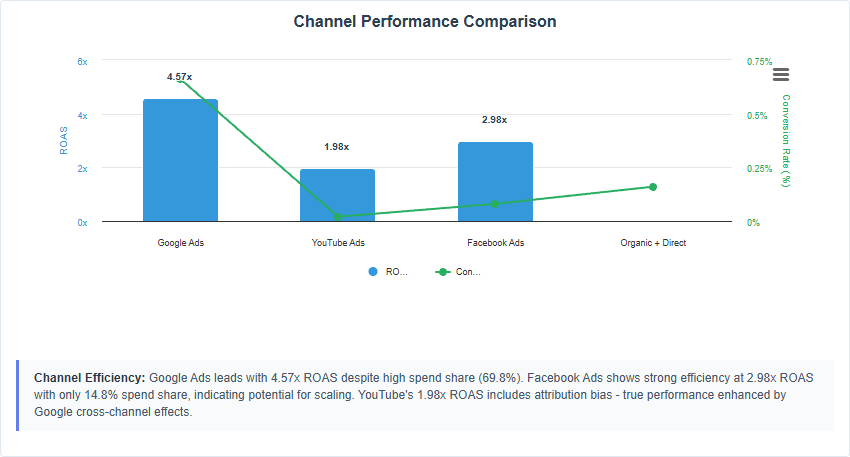 Channel Performance Comparison
6x
4x
2x
0x
ROAS
4.57x
1.98x
2.98x
0.75%
0.5%
0.25%
0%
Conversion Rate (%)
Google Ads
YouTube Ads
Facebook Ads
Organic + Direct
RO...
Con...
Channel Efficiency: Google Ads leads with 4.57x ROAS despite high spend share (69.8%). Facebook Ads shows strong efficiency at 2.98x ROAS
with only 14.8% spend share, indicating potential for scaling. YouTube's 1.98x ROAS includes attribution bias - true performance enhanced by
Google cross-channel effects.